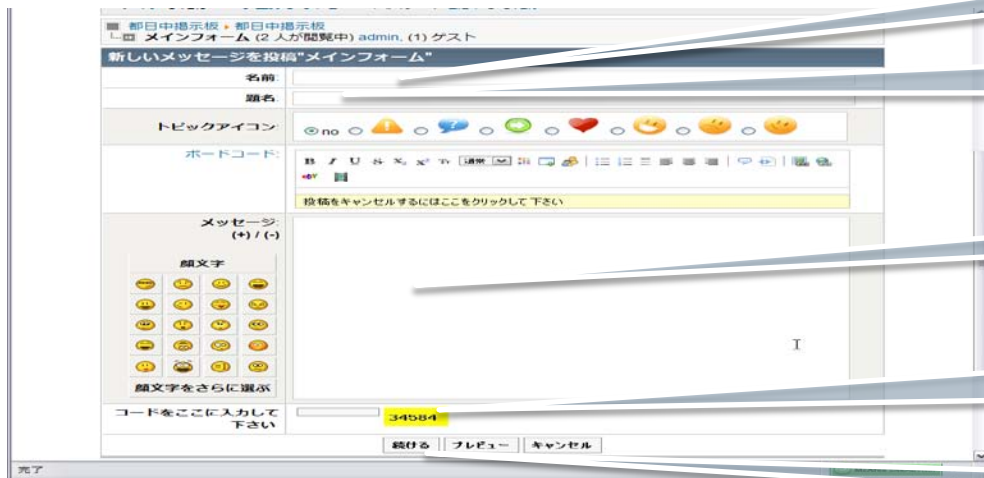 都日中掲示板 ▸ 都日中掲示板
メインフォーム (2 人が閲覧中) admin, (1) ゲスト
新しいメッセージを投稿"メインフォーム"
名前:
題名:
トピックアイコン:
no
ボードコード:
B I U S X₂ X² Tr 通常
投稿をキャンセルするにはここをクリックして下さい
メッセージ:
(+) / (-)
顔文字
顔文字をさらに選ぶ
コードをここに入力して
下さい
34584
続ける プレビュー キャンセル
完了